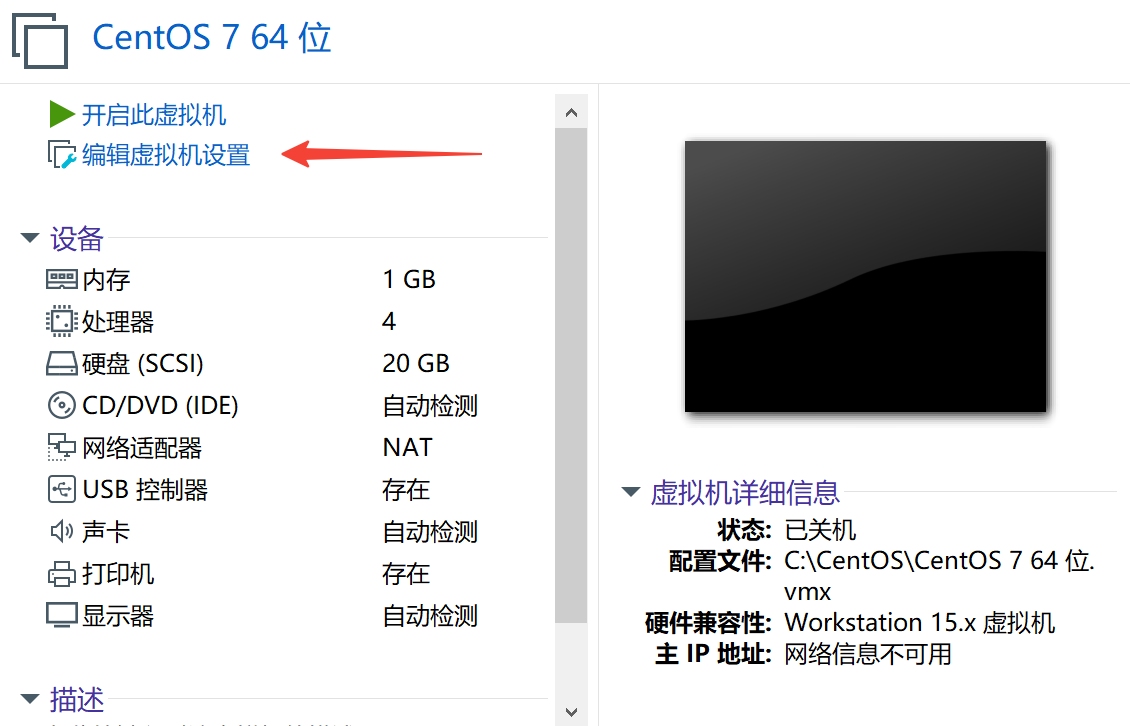 CentOS 7 64 位
开启此虚拟机
编辑虚拟机设置
设备
内存 1 GB
处理器 4
硬盘 (SCSI) 20 GB
CD/DVD (IDE) 自动检测
网络适配器 NAT
USB 控制器 存在
声卡 自动检测
打印机 存在
显示器 自动检测
描述
虚拟机详细信息
状态: 已关机
配置文件: C:\CentOS\CentOS 7 64 位.
vmx
硬件兼容性: Workstation 15.x 虚拟机
主 IP 地址: 网络信息不可用